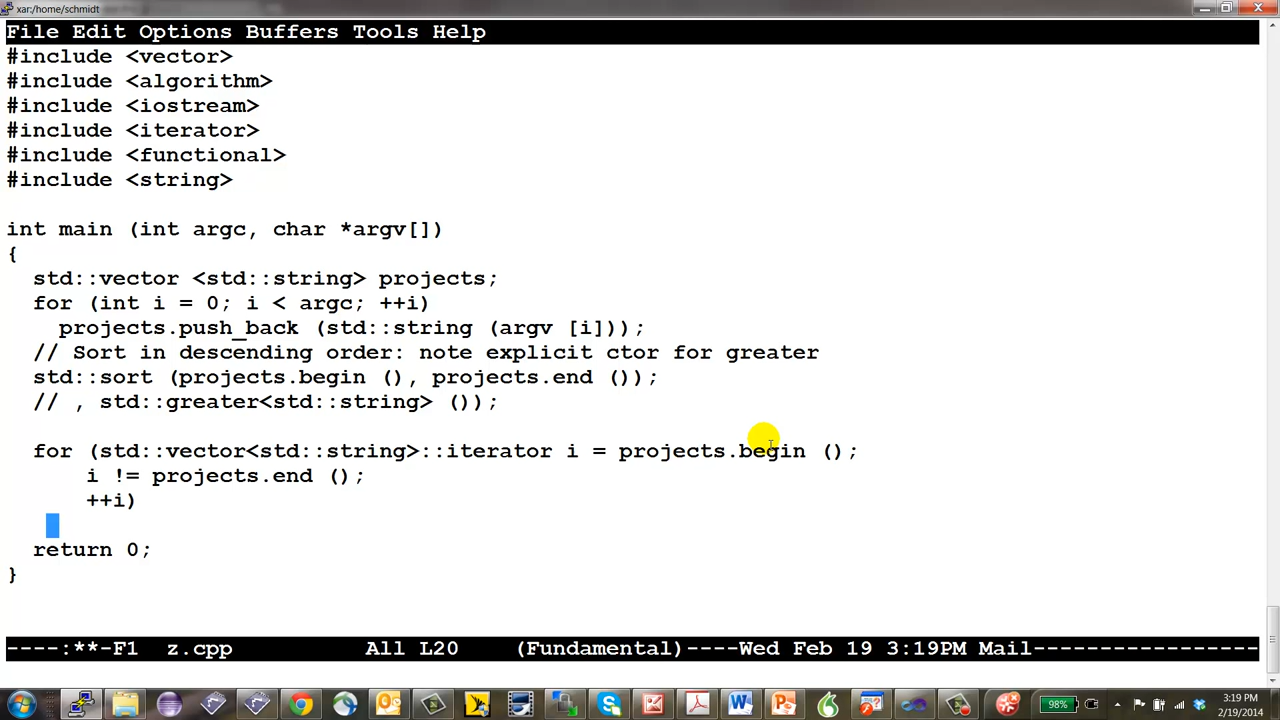 xar:/home/schmidt
File Edit Options Buffers Tools Help
#include <vector>
#include <algorithm>
#include <iostream>
#include <iterator>
#include <functional>
#include <string>
int main (int argc, char *argv[])
{
  std::vector <std::string> projects;
  for (int i = 0; i < argc; ++i)
    projects.push_back (std::string (argv [i]));
  // Sort in descending order: note explicit ctor for greater
  std::sort (projects.begin (), projects.end ());
  // , std::greater<std::string> ());
  for (std::vector<std::string>::iterator i = projects.begin ();
      i != projects.end ();
      ++i)
  return 0;
}
----:**-F1  z.cpp          All L20    (Fundamental)----Wed Feb 19 3:19PM Mail-----------------
98%
3:19 PM
2/19/2014